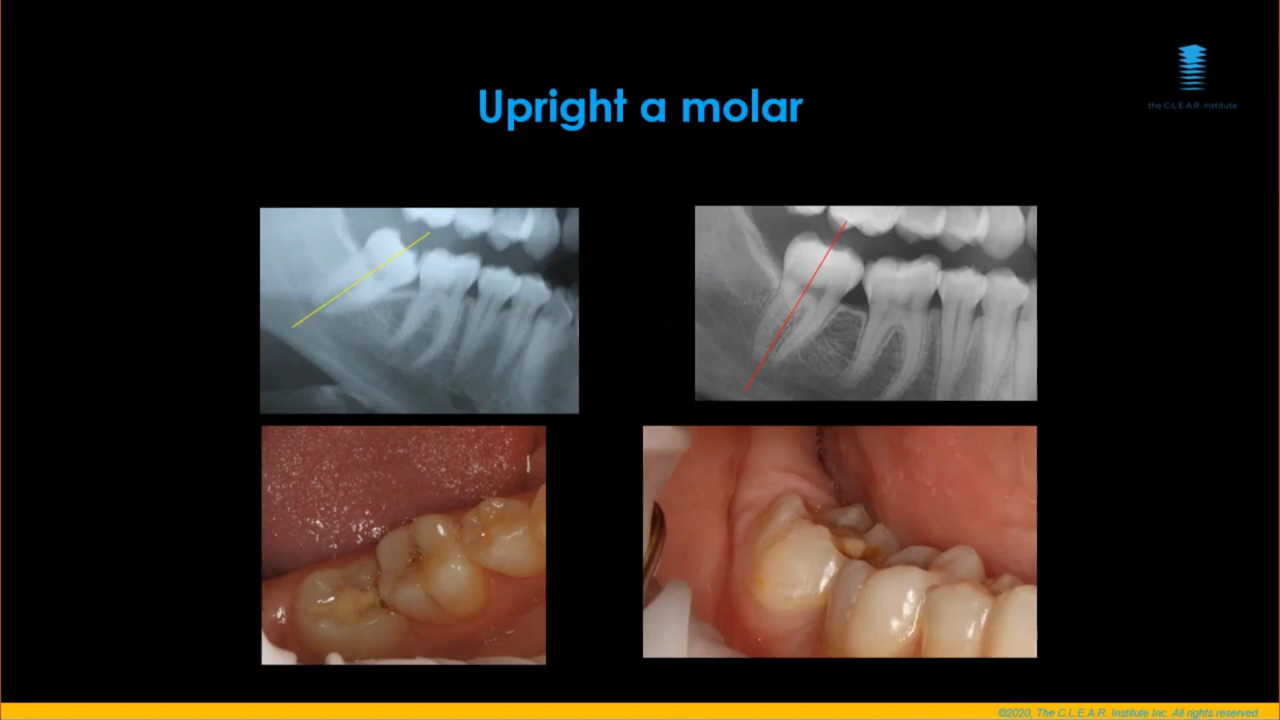 Upright a molar
the C.L.E.A.R. institute
©2020, The C.L.E.A.R. Institute Inc. All rights reserved